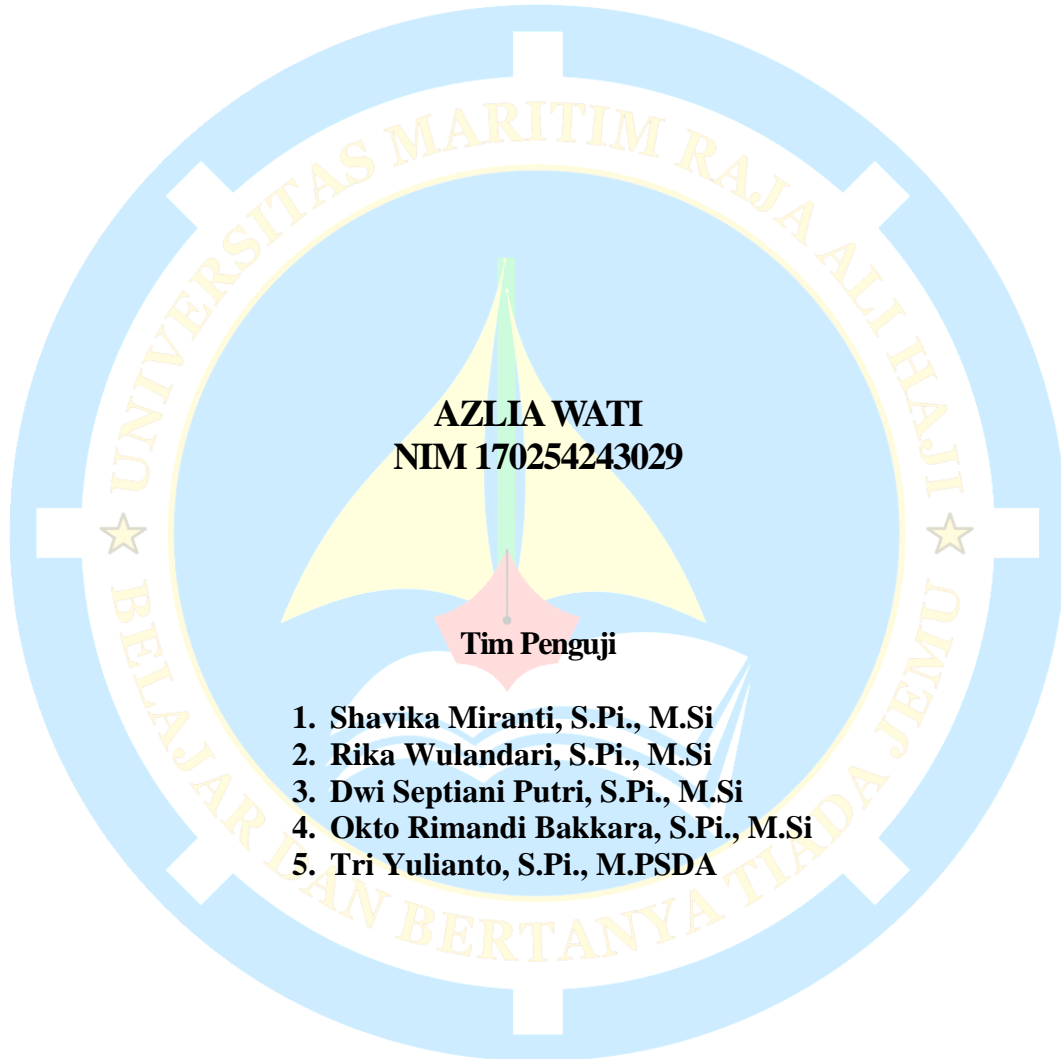 UNIVERSITAS MARITIM RAJA ALI HAJI
AZLIA WATI
NIM 170254243029
Tim Penguji
1. Shavika Miranti, S.Pi., M.Si
2. Rika Wulandari, S.Pi., M.Si
3. Dwi Septiani Putri, S.Pi., M.Si
4. Okto Rimandi Bakkara, S.Pi., M.Si
5. Tri Yulianto, S.Pi., M.PSDA
BELAJAR DAN BERTANYA TIADA JEMU